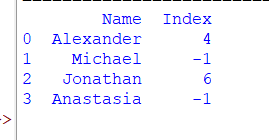 Name Index
0 Alexander 4
1 Michael -1
2 Jonathan 6
3 Anastasia -1
>